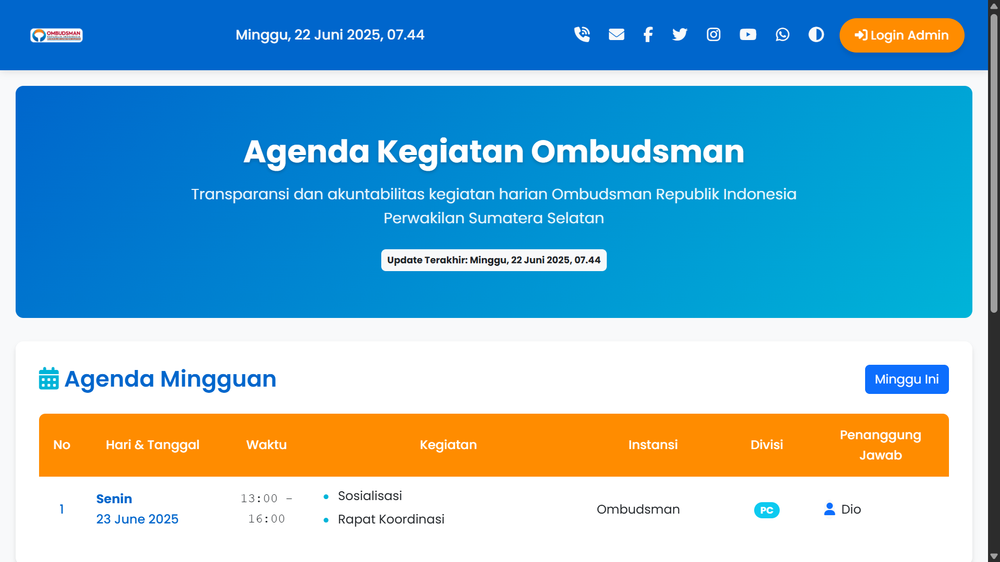 OMBUDSMAN
REPUBLIK INDONESIA
Minggu, 22 Juni 2025, 07.44
Login Admin
Agenda Kegiatan Ombudsman
Transparansi dan akuntabilitas kegiatan harian Ombudsman Republik Indonesia
Perwakilan Sumatera Selatan
Update Terakhir: Minggu, 22 Juni 2025, 07.44
Agenda Mingguan
Minggu Ini
No
Hari & Tanggal
Waktu
Kegiatan
Instansi
Divisi
Penanggung
Jawab
1
Senin
23 June 2025
13:00 -
16:00
Sosialisasi
Rapat Koordinasi
Ombudsman
PC
Dio